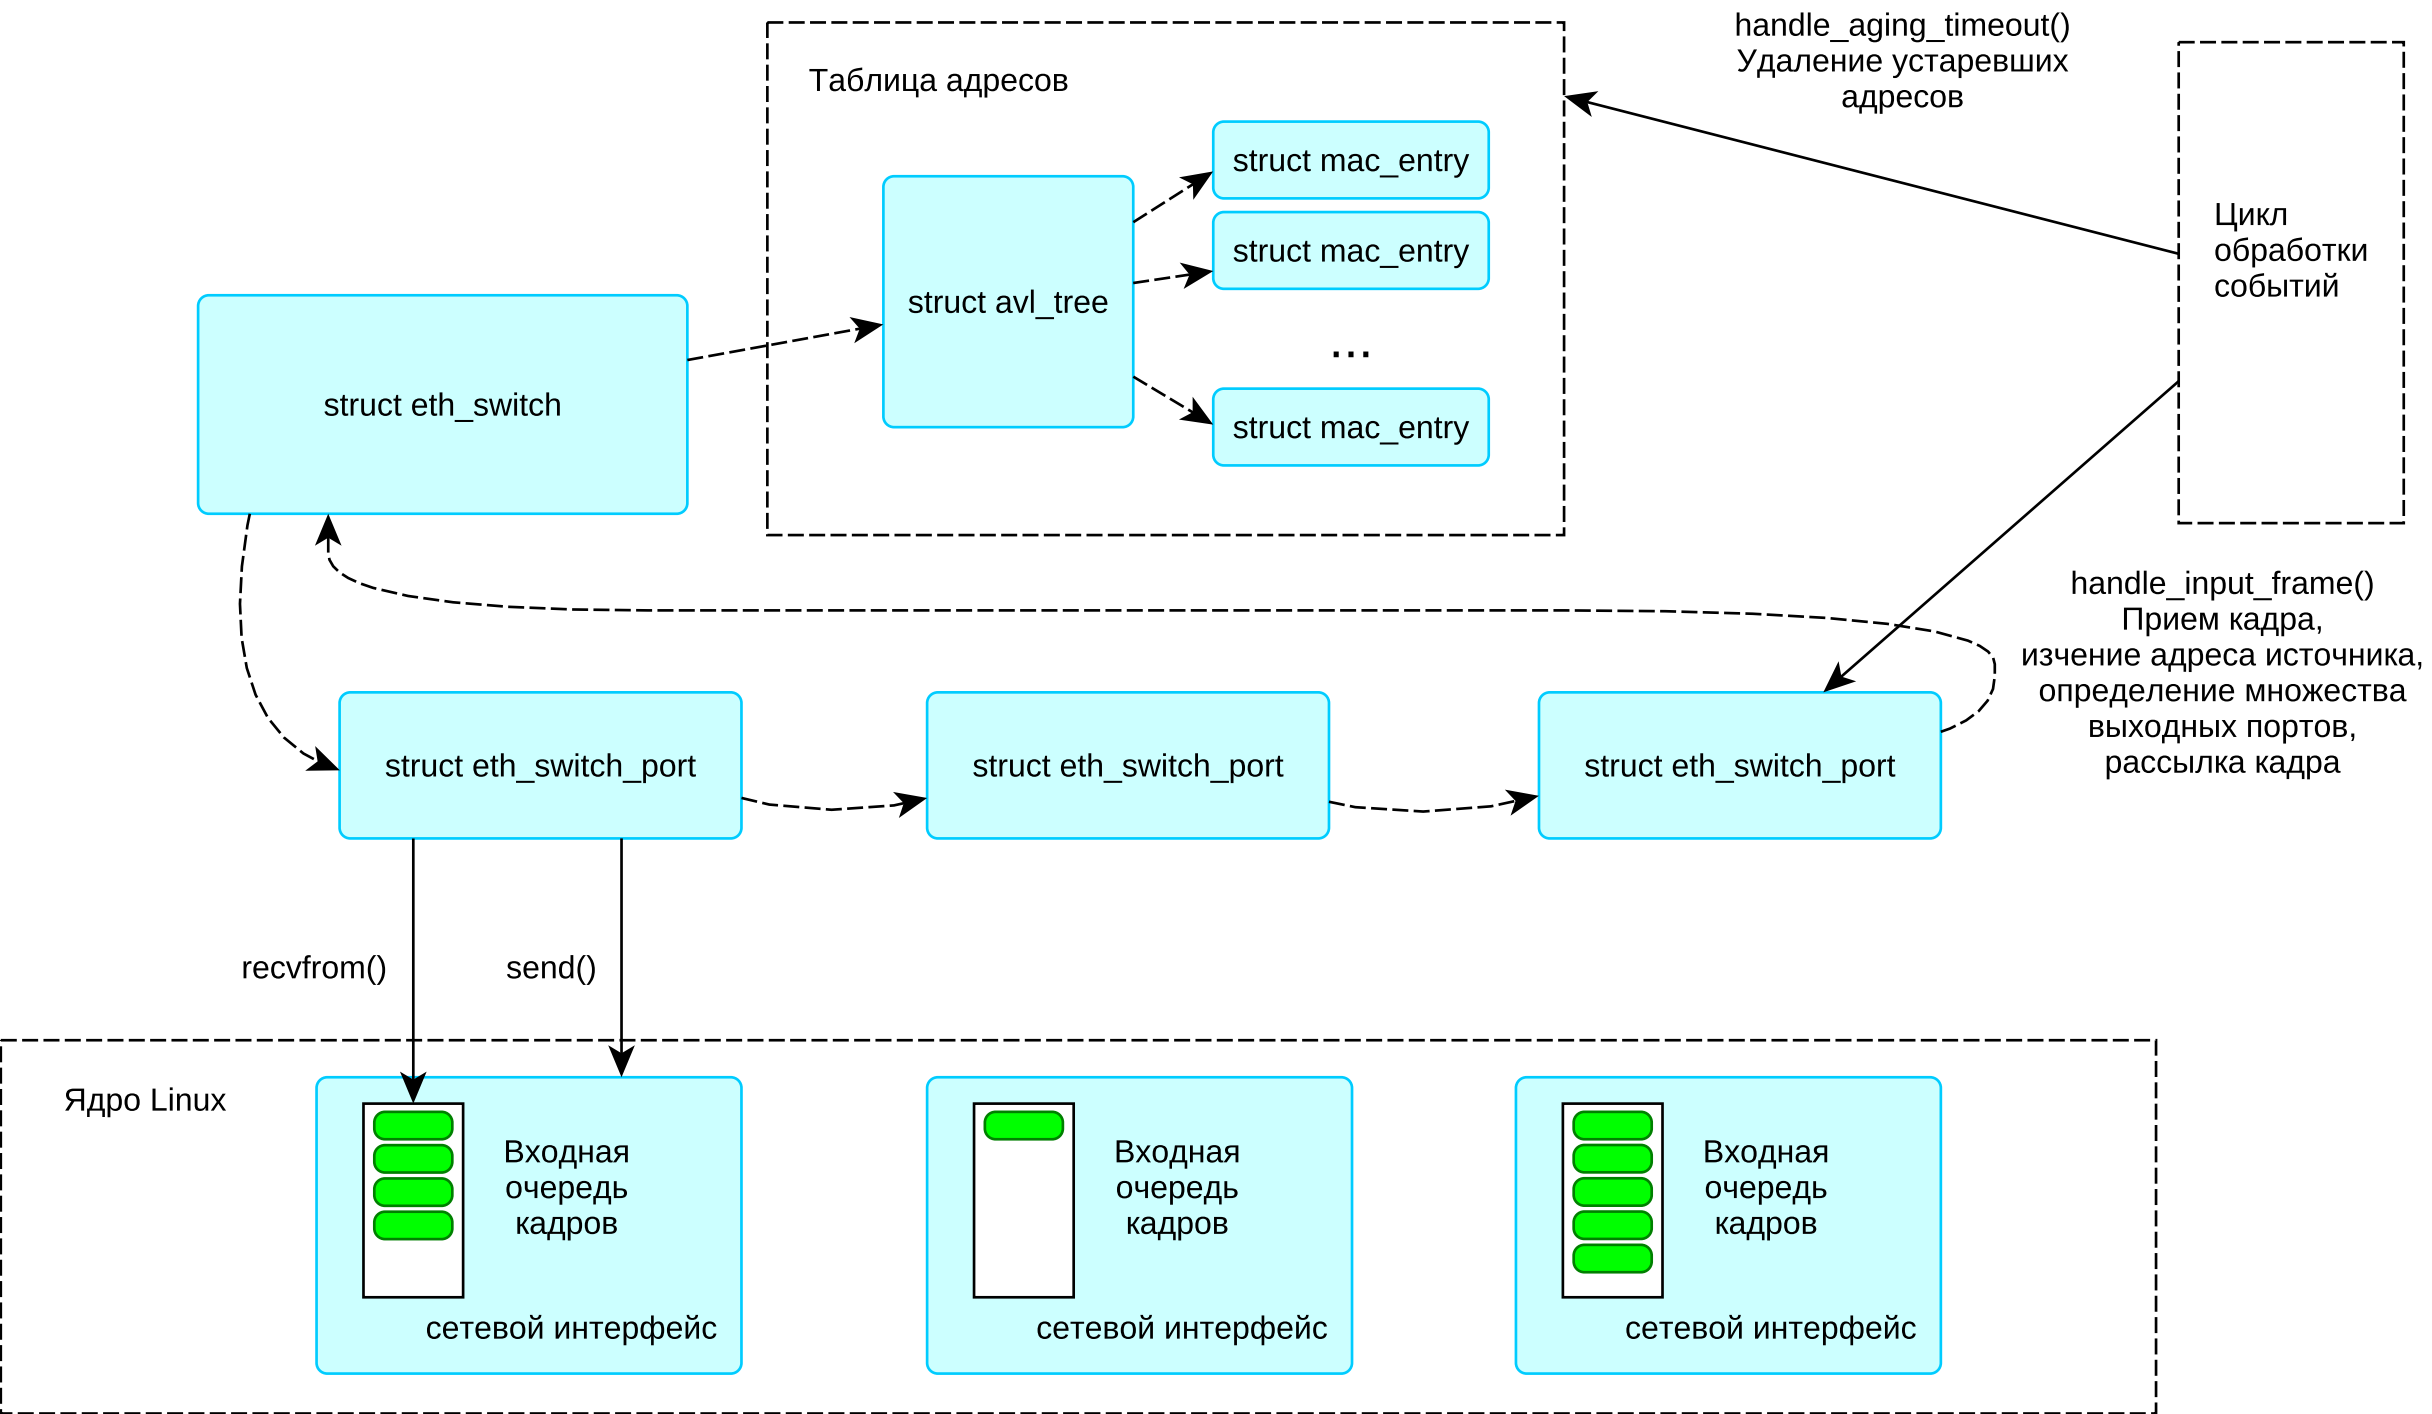 handle_aging_timeout()
Удаление устаревших
адресов
Таблица адресов
struct mac_entry
struct mac_entry
struct avl_tree
...
struct mac_entry
Цикл
обработки
событий
struct eth_switch
handle_input_frame()
Прием кадра,
изчение адреса источника,
определение множества
выходных портов,
рассылка кадра
struct eth_switch_port
struct eth_switch_port
struct eth_switch_port
recvfrom()
send()
Ядро Linux
Входная
очередь
кадров
сетевой интерфейс
Входная
очередь
кадров
сетевой интерфейс
Входная
очередь
кадров
сетевой интерфейс